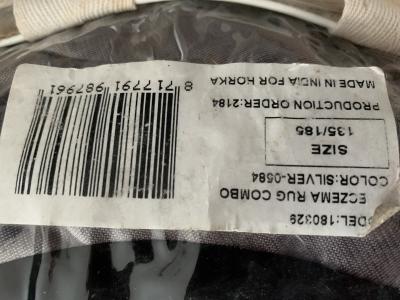 DEL:180329
ECZEMA RUG COMBO
COLOR:SILVER-0584
SIZE
135/185
PRODUCTION ORDER:2184
MADE IN INDIA FOR HORKA
8 717791 987961